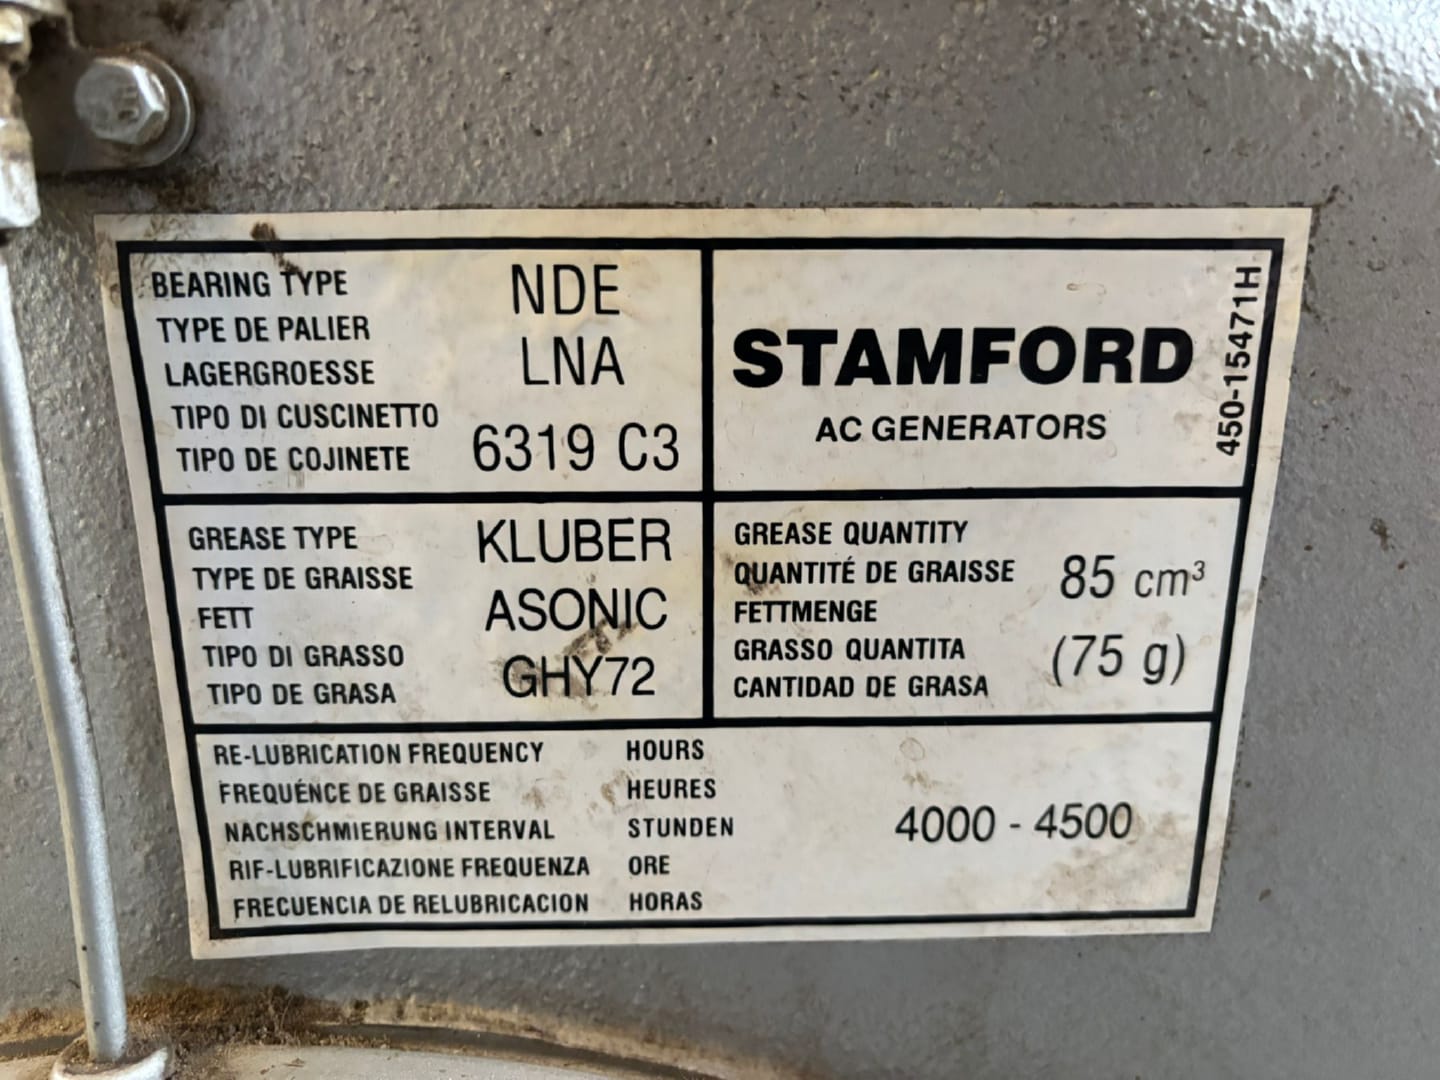 BEARING TYPE
TYPE DE PALIER
LAGERGROESSE
TIPO DI CUSCINETTO
TIPO DE COJINETE
NDE
LNA
6319 C3
STAMFORD
AC GENERATORS
450-15471H
GREASE TYPE
TYPE DE GRAISSE
FETT
TIPO DI GRASSO
TIPO DE GRASA
KLUBER
ASONIC
GHY72
GREASE QUANTITY
QUANTITÉ DE GRAISSE
FETTMENGE
GRASSO QUANTITA
CANTIDAD DE GRASA
85 cm³
(75 g)
RE-LUBRICATION FREQUENCY HOURS
FREQUÉNCE DE GRAISSE HEURES
NACHSCHMIERUNG INTERVAL STUNDEN
RIF-LUBRIFICAZIONE FREQUENZA ORE
FRECUENCIA DE RELUBRICACION HORAS
4000 - 4500